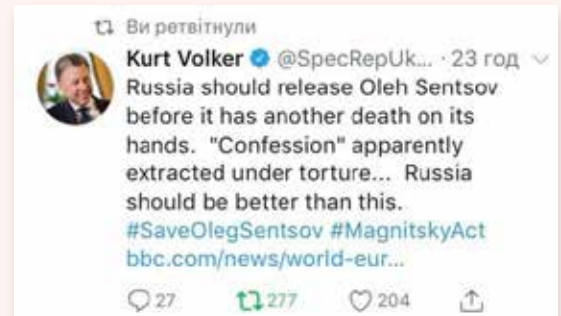 Ви ретвітнули
Kurt Volker @SpecRepUk... · 23 год
Russia should release Oleh Sentsov
before it has another death on its
hands. "Confession" apparently
extracted under torture... Russia
should be better than this.
#SaveOlegSentsov #MagnitskyAct
bbc.com/news/world-eur...
27 277 204